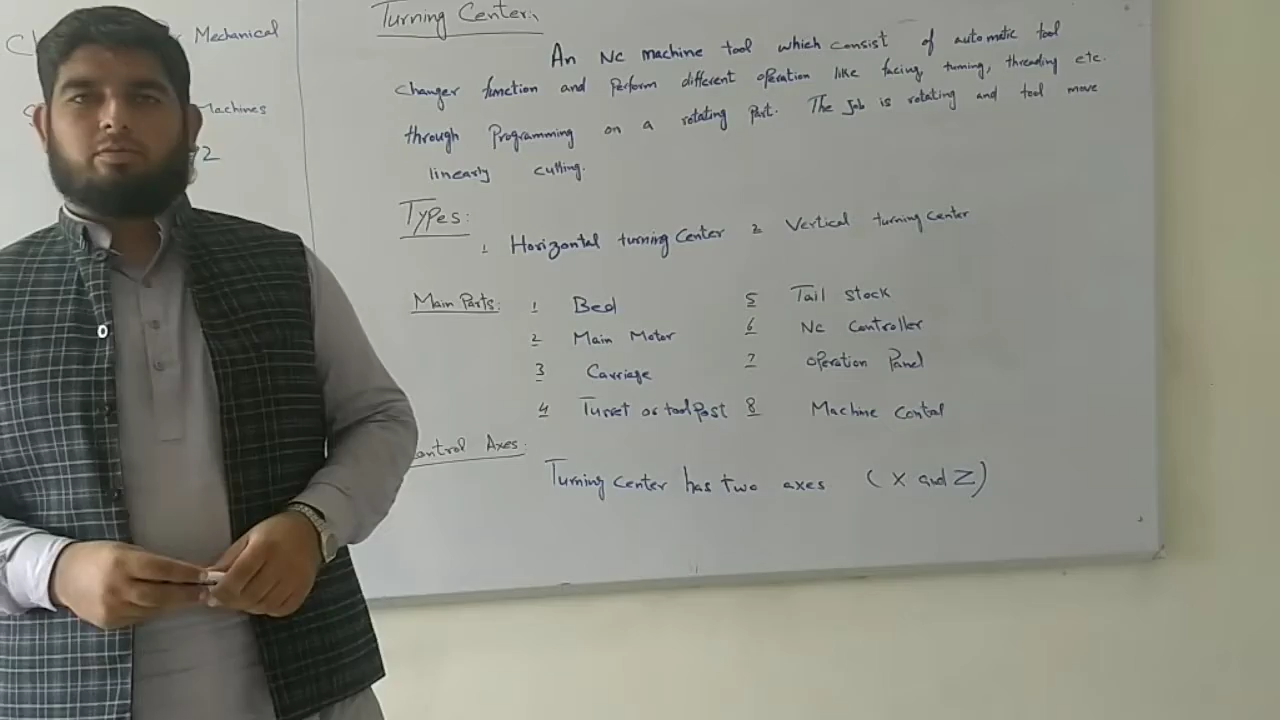 Mechanical
Machines
2
Turning Center:
An NC machine tool which consist of automatic tool
changer function and perform different operation like facing, turning, threading etc.
through Programming on a rotating part. The job is rotating and tool move
linearly cutting.
Types:
1 Horizontal turning center 2 Vertical turning center
Main Parts: 1 Bed 5 Tail stock
2 Main Motor 6 NC Controller
3 Carriage 7 Operation Panel
4 Turret or tool post 8 Machine Contol
ontrol Axes:
Turning center has two axes (X and Z)